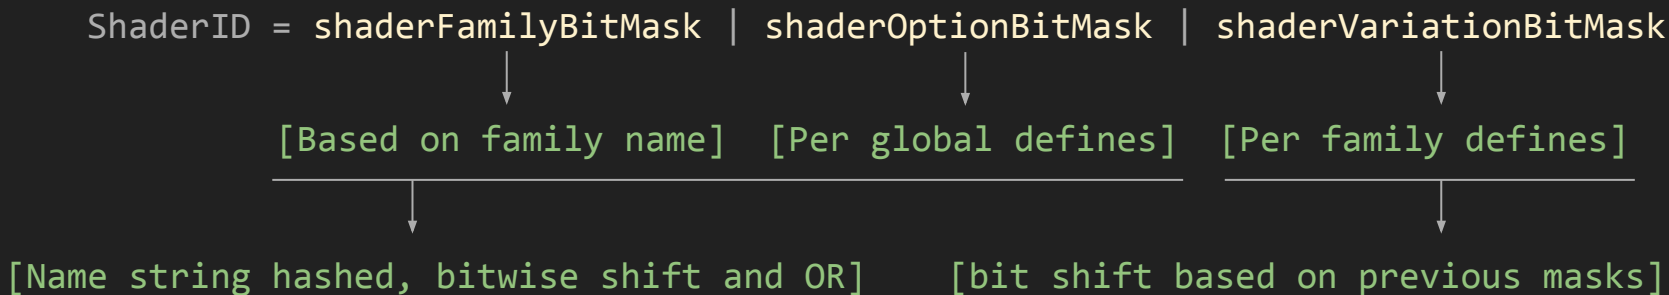 ShaderID = shaderFamilyBitMask | shaderOptionBitMask | shaderVariationBitMask
[Based on family name] [Per global defines] [Per family defines]
[Name string hashed, bitwise shift and OR] [bit shift based on previous masks]